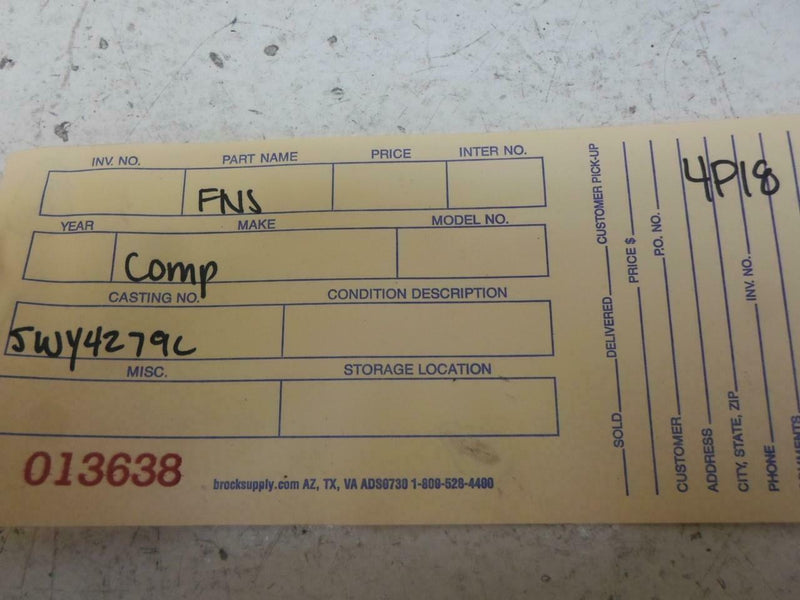 INV. NO. PART NAME PRICE INTER NO.
FNS
YEAR MAKE MODEL NO.
Comp
CASTING NO. CONDITION DESCRIPTION
5WY4279C
MISC. STORAGE LOCATION
013638
brocksupply.com AZ, TX, VA ADS6730 1-800-528-4400
SOLD DELIVERED CUSTOMER PICK-UP
PRICE $
P.O. NO.
CUSTOMER
4P18
ADDRESS
CITY, STATE, ZIP INV. NO.
PHONE